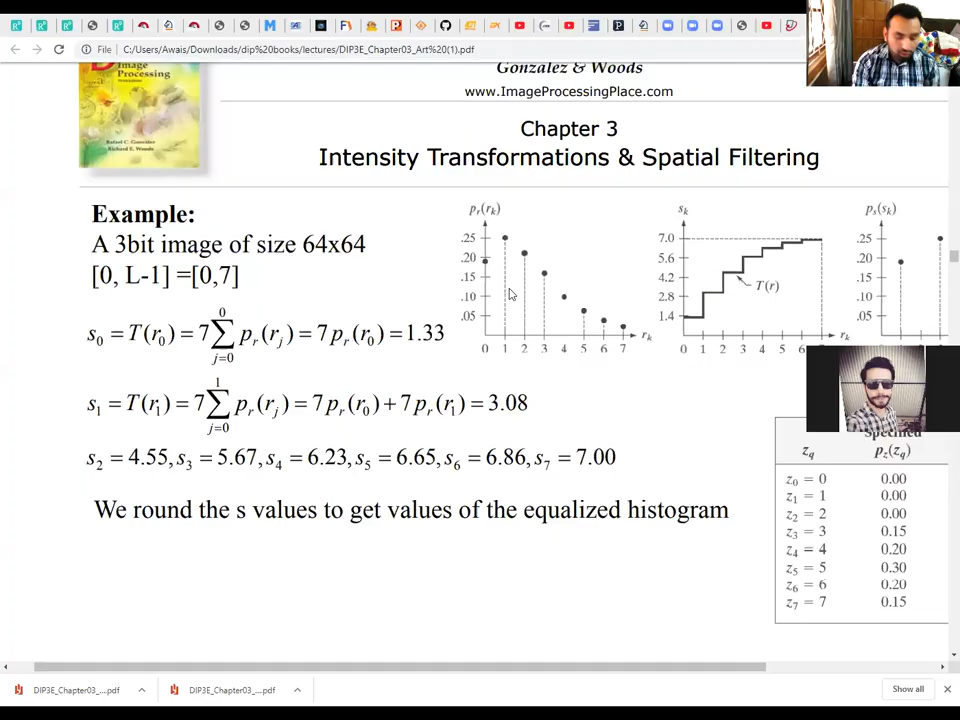 File C:/Users/Awais/Downloads/dip%20books/lectures/DIP3E_Chapter03_Art%20(1).pdf
Image
Processing
Rafael C. Gonzalez
Richard E. Woods
Gonzalez & Woods
www.ImageProcessingPlace.com
Chapter 3
Intensity Transformations & Spatial Filtering
Example:
A 3bit image of size 64x64
[0, L-1] =[0,7]
s₀ = T(r₀) = 7∑_{j=0}^{0} p_r(r_j) = 7p_r(r₀) = 1.33
s₁ = T(r₁) = 7∑_{j=0}^{1} p_r(r_j) = 7p_r(r₀) + 7p_r(r₁) = 3.08
s₂ = 4.55, s₃ = 5.67, s₄ = 6.23, s₅ = 6.65, s₆ = 6.86, s₇ = 7.00
We round the s values to get values of the equalized histogram
p_r(r_k)
.25
.20
.15
.10
.05
0 1 2 3 4 5 6 7
r_k
s_k
7.0
5.6
4.2
2.8
1.4
T(r)
0 1 2 3 4 5 6
r_k
p_s(s_k)
.25
.20
.15
.10
.05
Specified
z_q p_z(z_q)
z₀ = 0 0.00
z₁ = 1 0.00
z₂ = 2 0.00
z₃ = 3 0.15
z₄ = 4 0.20
z₅ = 5 0.30
z₆ = 6 0.20
z₇ = 7 0.15
DIP3E_Chapter03_....pdf
DIP3E_Chapter03_....pdf
Show all